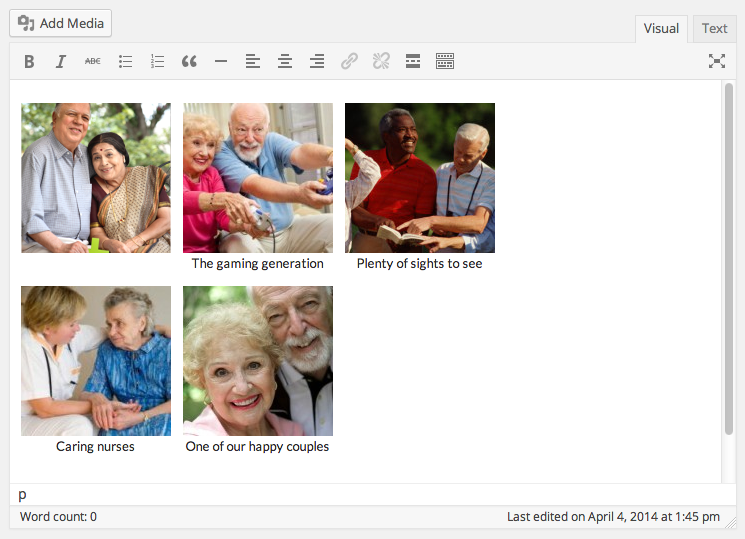 Add Media
Visual
Text
B I ABC
The gaming generation
Plenty of sights to see
Caring nurses
One of our happy couples
p
Word count: 0
Last edited on April 4, 2014 at 1:45 pm